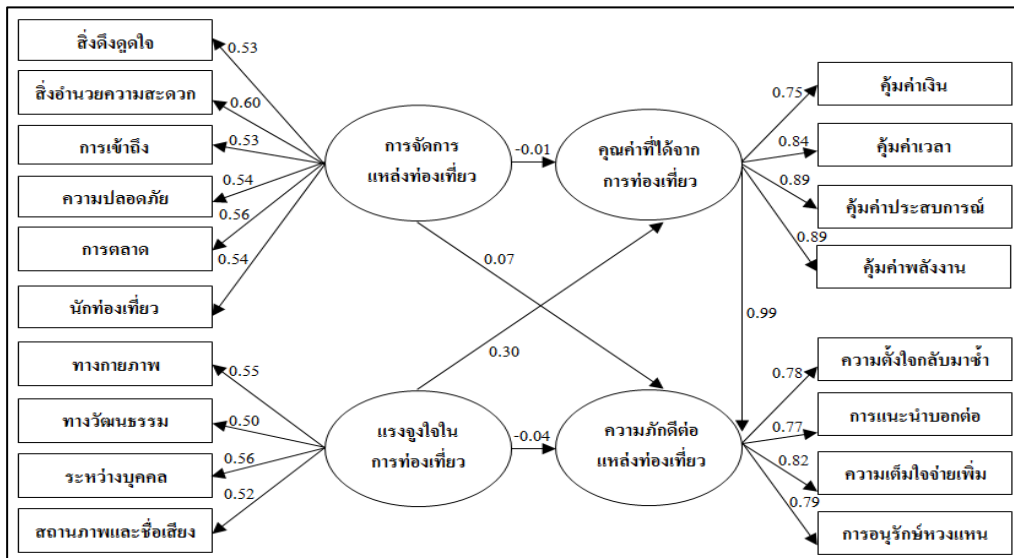 สิ่งดึงดูดใจ
สิ่งอำนวยความสะดวก
การเข้าถึง
ความปลอดภัย
การตลาด
นักท่องเที่ยว
0.53
0.60
0.53
0.54
0.56
0.54
การจัดการ
แหล่งท่องเที่ยว
-0.01
คุณค่าที่ได้จาก
การท่องเที่ยว
0.75
0.84
0.89
0.89
คุ้มค่าเงิน
คุ้มค่าเวลา
คุ้มค่าประสบการณ์
คุ้มค่าพลังงาน
0.07
0.30
0.99
ทางกายภาพ
ทางวัฒนธรรม
ระหว่างบุคคล
สถานภาพและชื่อเสียง
0.55
0.50
0.56
0.52
แรงจูงใจใน
การท่องเที่ยว
-0.04
ความภักดีต่อ
แหล่งท่องเที่ยว
0.78
0.77
0.82
0.79
ความตั้งใจกลับมาซ้ำ
การแนะนำบอกต่อ
ความเต็มใจจ่ายเพิ่ม
การอนุรักษ์หวงแหน